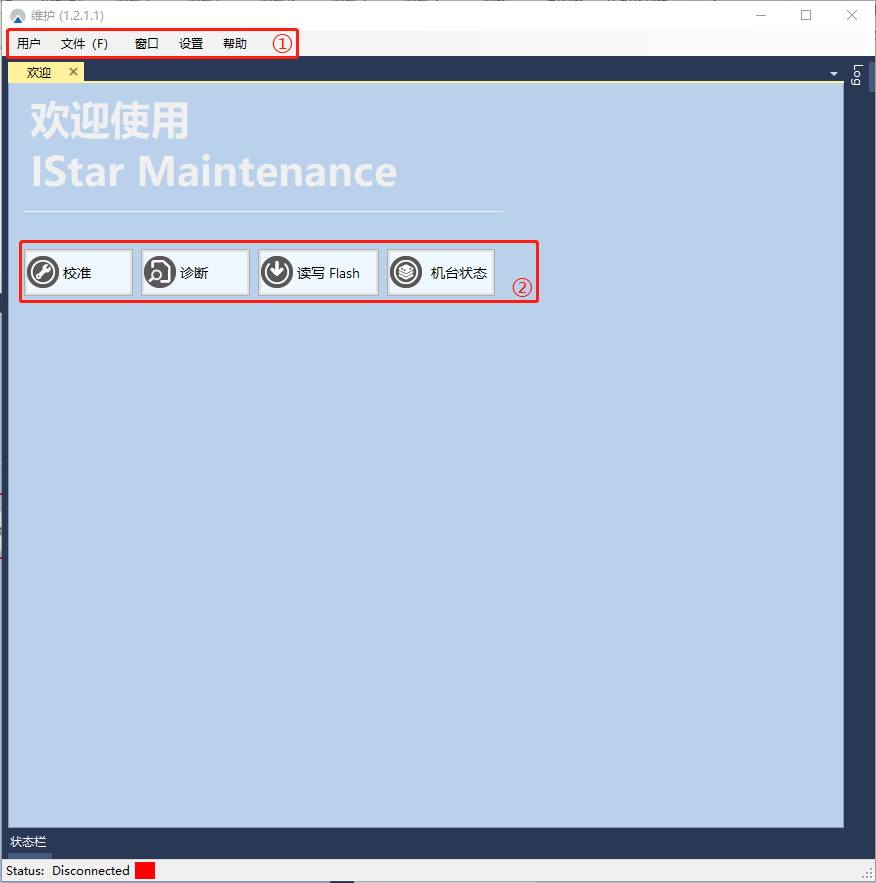 维护 (1.2.1.1)
用户 文件 (F) 窗口 设置 帮助 ①
欢迎
Log
欢迎使用
IStar Maintenance
校准 诊断 读写 Flash 机台状态 ②
状态栏
Status: Disconnected